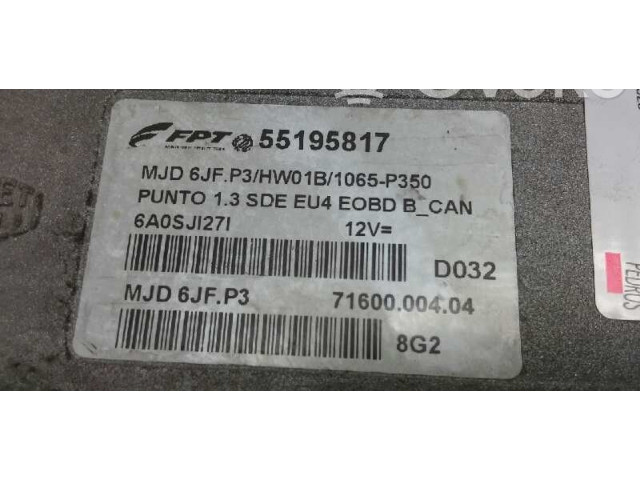 FPT 55195817
MJD 6JF.P3/HW01B/1065-P350
PUNTO 1.3 SDE EU4 EOBD B_CAN
6A0SJI27I 12V=
D032
MJD 6JF.P3 71600.004.04
8G2
PEDROS